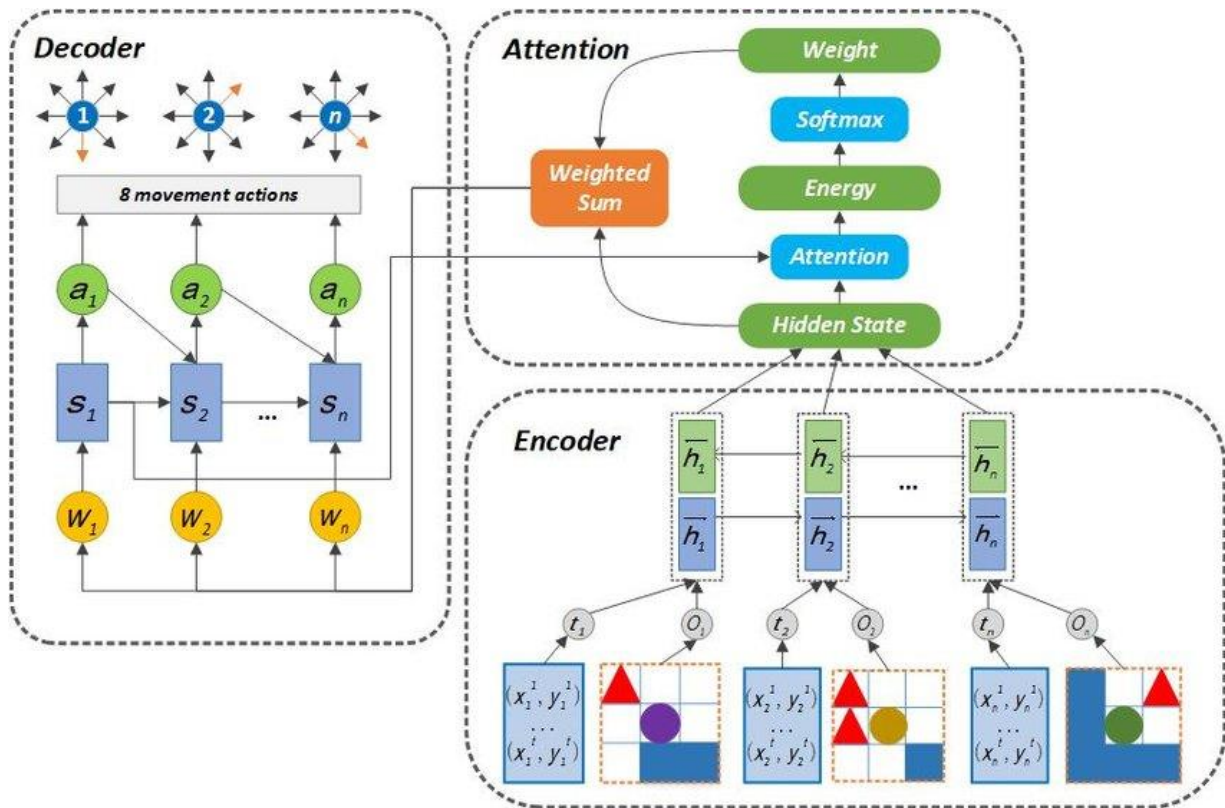 Decoder
1 2 n
8 movement actions
a₁ a₂ aₙ
s₁ s₂ ... sₙ
w₁ w₂ wₙ
Attention
Weight
Softmax
Weighted
Sum
Energy
Attention
Hidden State
Encoder
h₁ h₂ hₙ
...
h₁ h₂ hₙ
t₁ O₁ t₂ O₂ tₙ Oₙ
(x₁¹, y₁¹)
...
(x₁ᵗ, y₁ᵗ)
(x₂¹, y₂¹)
...
(x₂ᵗ, y₂ᵗ)
(xₙ¹, yₙ¹)
...
(xₙᵗ, yₙᵗ)